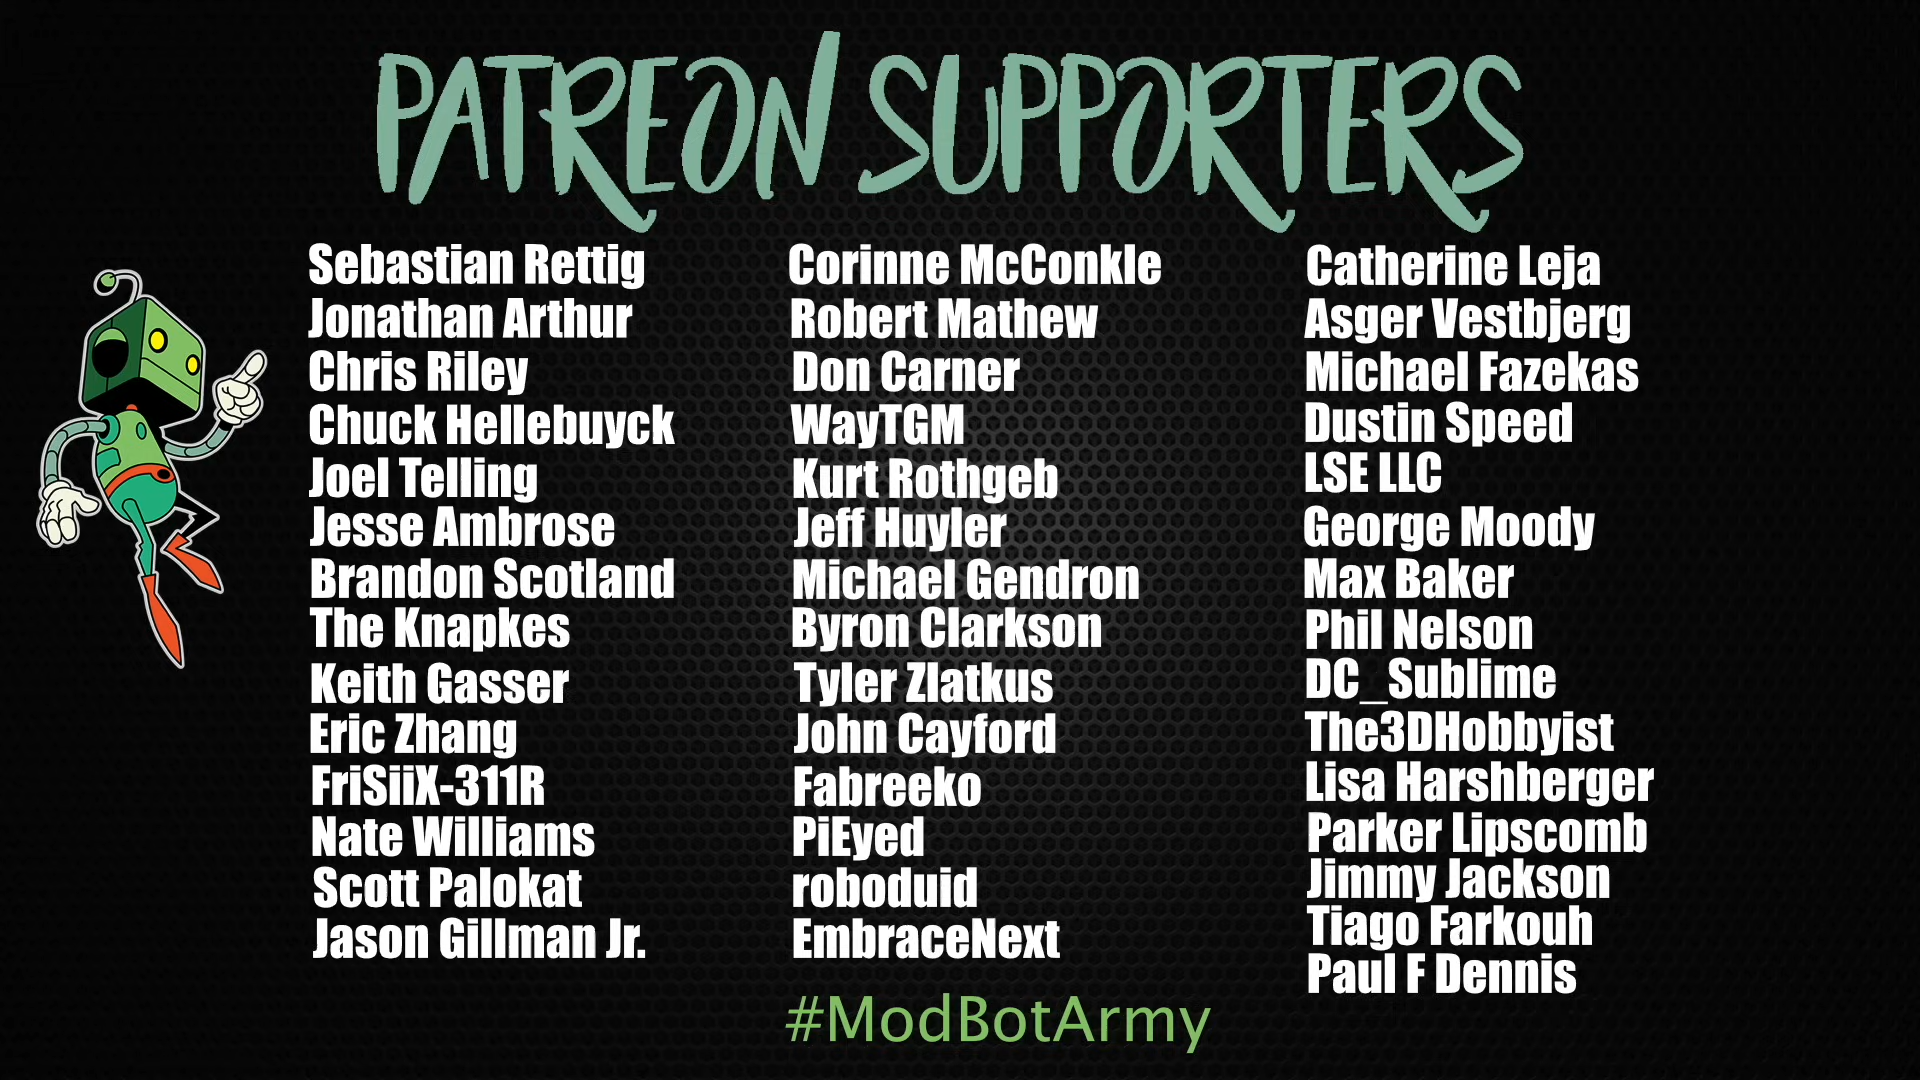 PATREON SUPPORTERS
Sebastian Rettig
Jonathan Arthur
Chris Riley
Chuck Hellebuyck
Joel Telling
Jesse Ambrose
Brandon Scotland
The Knapkes
Keith Gasser
Eric Zhang
FriSiiX-311R
Nate Williams
Scott Palokat
Jason Gillman Jr.
Corinne McConkle
Robert Mathew
Don Carner
WayTGM
Kurt Rothgeb
Jeff Huyler
Michael Gendron
Byron Clarkson
Tyler Zlatkus
John Cayford
Fabreeko
PiEyed
roboduid
EmbraceNext
Catherine Leja
Asger Vestbjerg
Michael Fazekas
Dustin Speed
LSE LLC
George Moody
Max Baker
Phil Nelson
DC_Sublime
The3DHobbyist
Lisa Harshberger
Parker Lipscomb
Jimmy Jackson
Tiago Farkouh
Paul F Dennis
#ModBotArmy